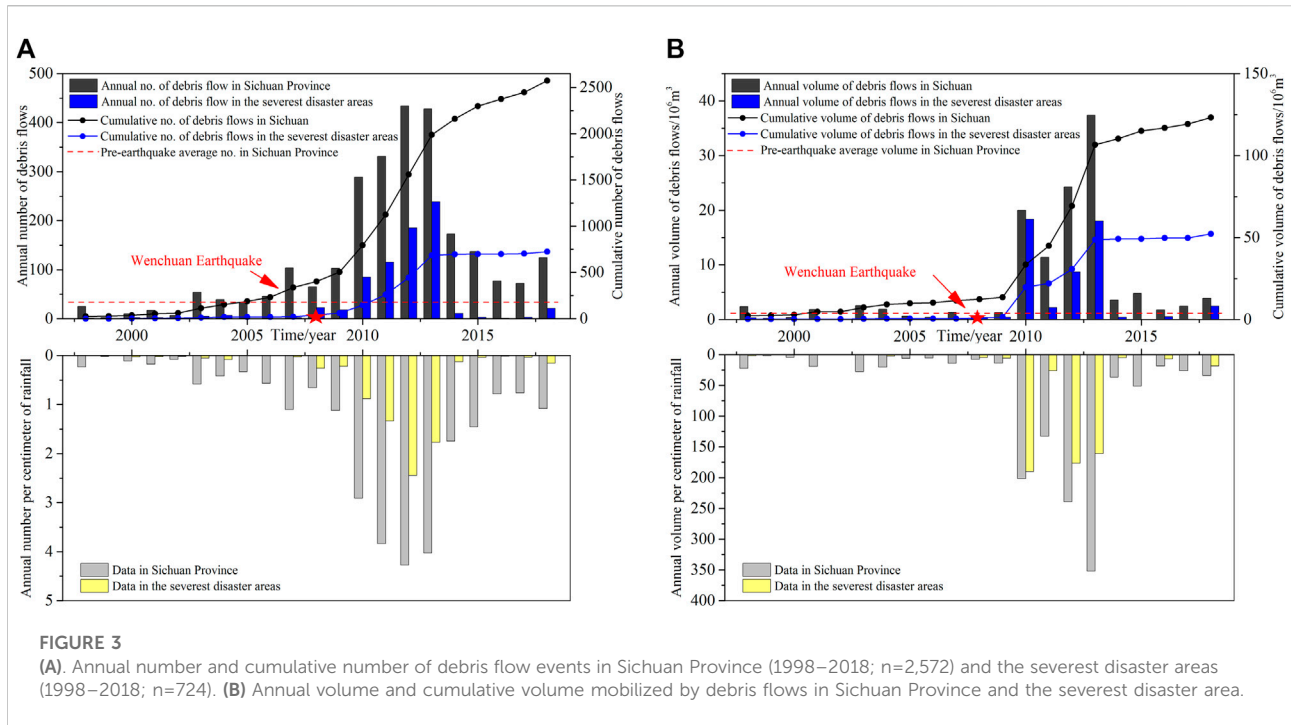 A
500
400
300
200
100
0
Annual number of debris flows
Annual no. of debris flow in Sichuan Province
Annual no. of debris flow in the severest disaster areas
Cumulative no. of debris flows in Sichuan
Cumulative no. of debris flows in the severest disaster areas
Pre-earthquake average no. in Sichuan Province
Wenchuan Earthquake
2500
2000
1500
1000
500
0
Cumulative number of debris flows
2000
2005
Time/year
2010
2015
0
1
2
3
4
5
Annual number per centimeter of rainfall
Data in Sichuan Province
Data in the severest disaster areas
B
40
30
20
10
0
Annual volume of debris flows/10⁶m³
Annual volume of debris flows in Sichuan
Annual volume of debris flows in the severest disaster areas
Cumulative volume of debris flows in Sichuan
Cumulative volume of debris flows in the severest disaster areas
Pre-earthquake average volume in Sichuan Province
Wenchuan Earthquake
150
100
50
0
Cumulative volume of debris flows/10⁶m³
2000
2005
Time/year
2010
2015
0
50
100
150
200
250
300
350
400
Annual volume per centimeter of rainfall
Data in Sichuan Province
Data in the severest disaster areas
FIGURE 3
(A). Annual number and cumulative number of debris flow events in Sichuan Province (1998–2018; n=2,572) and the severest disaster areas
(1998–2018; n=724). (B) Annual volume and cumulative volume mobilized by debris flows in Sichuan Province and the severest disaster area.